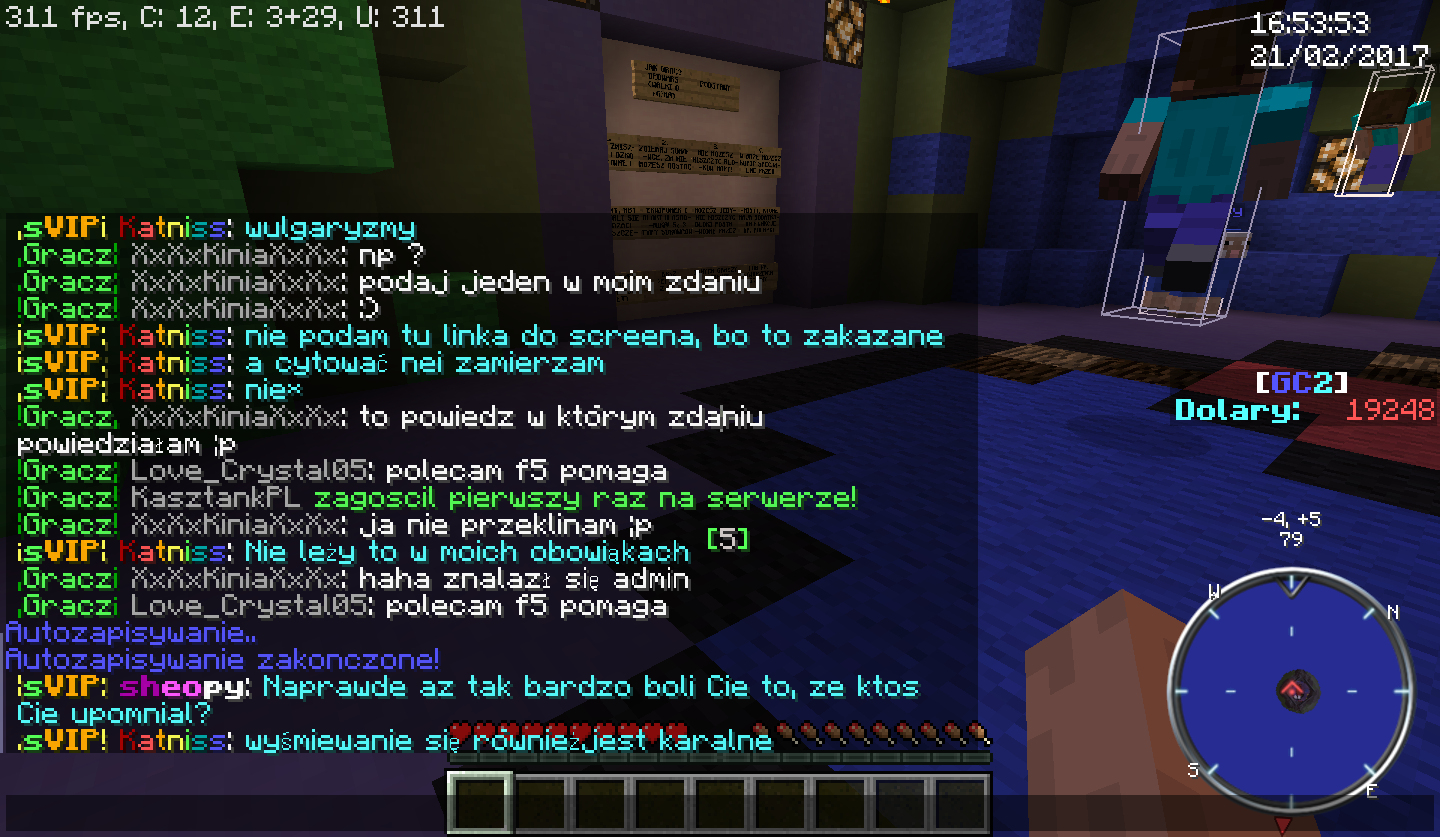 311 fps, C: 12, E: 3+29, U: 311
16:53:53
21/02/2017
PODSTAWY
sVIP Katniss: wulgaryzmy
Gracz XxXxKiniaXxXx: np ?
Gracz XxXxKiniaXxXx: podaj jeden w moim zdaniu
Gracz XxXxKiniaXxXx: :D
sVIP Katniss: nie podam tu linka do screena, bo to zakazane
sVIP Katniss: a cytować nei zamierzam
sVIP Katniss: nie*
Gracz XxXxKiniaXxXx: to powiedz w którym zdaniu
powiedziałam ;p
Gracz Love_Crystal05: polecam f5 pomaga
Gracz KasztankPL zagoscil pierwszy raz na serwerze!
Gracz XxXxKiniaXxXx: ja nie przeklinam ;p
sVIP Katniss: Nie leży to w moich obowiąkach
[5]
Gracz XxXxKiniaXxXx: haha znalazł się admin
Gracz Love_Crystal05: polecam f5 pomaga
Autozapisywanie..
Autozapisywanie zakonczone!
sVIP sheopy: Naprawde az tak bardzo boli Cie to, ze ktos
Cie upomnial?
sVIP Katniss: wyśmiewanie się również jest karalne
[GC2]
Dolary: 19248
-4, +5
79
W
N
S
E